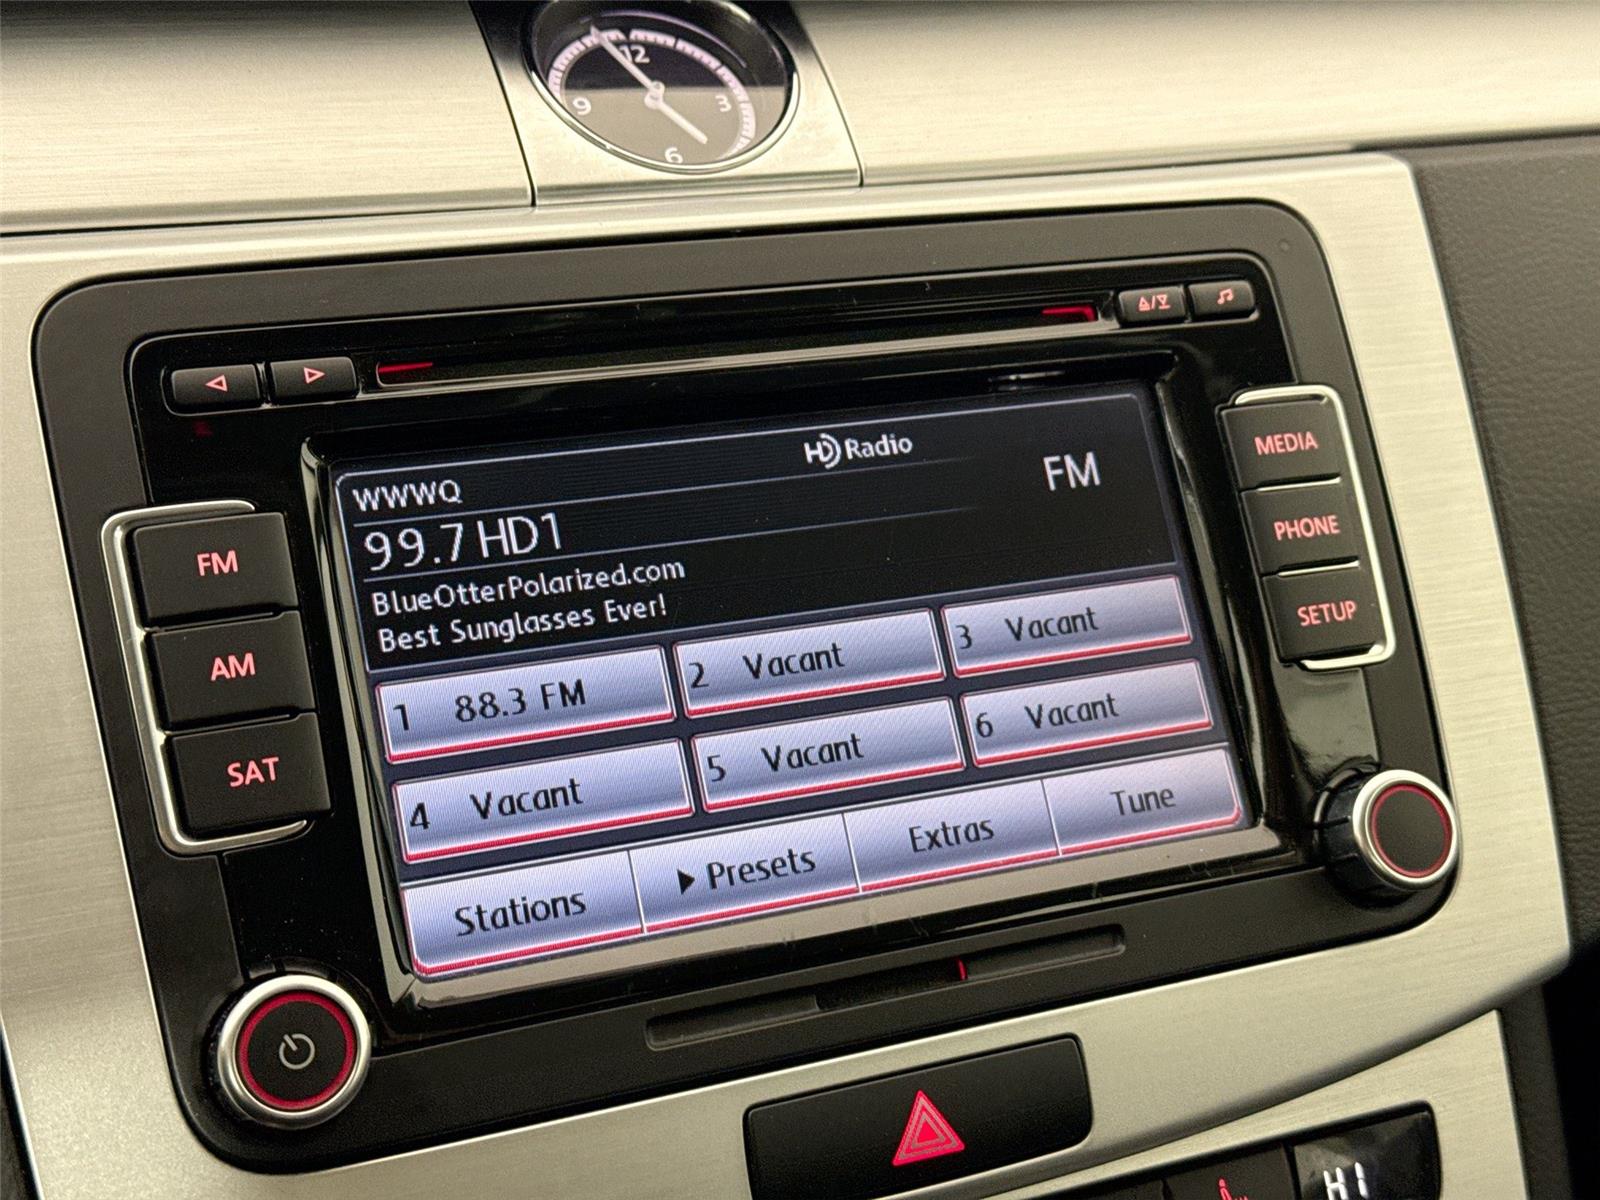 12
9
3
6
FM
AM
SAT
MEDIA
PHONE
SETUP
HD Radio
WWWQ
FM
99.7 HD1
BlueOtterPolarized.com
Best Sunglasses Ever!
1 88.3 FM
2 Vacant
3 Vacant
4 Vacant
5 Vacant
6 Vacant
Stations
Presets
Extras
Tune
HI